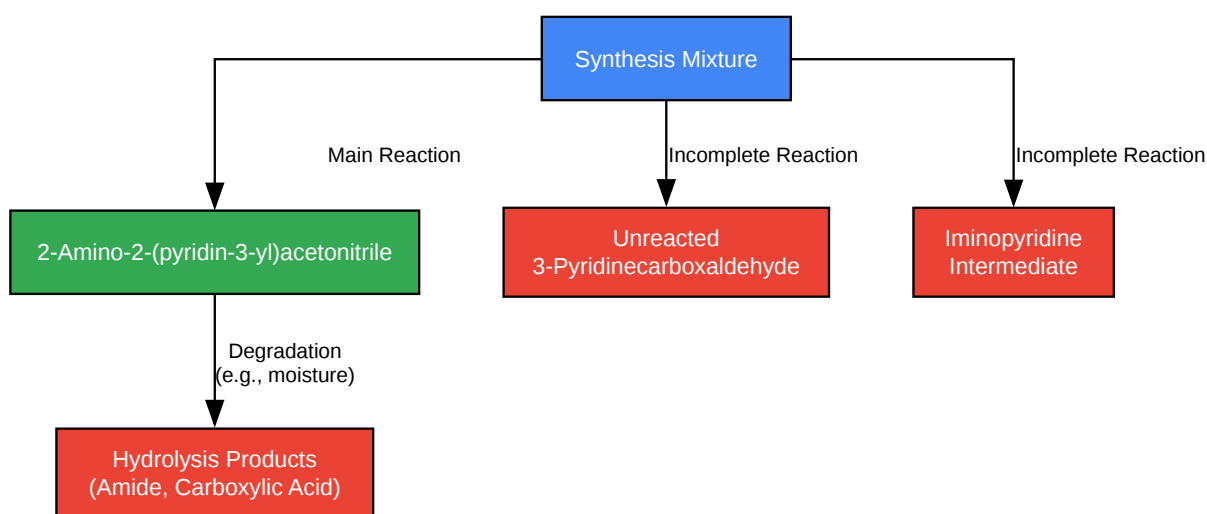 Synthesis Mixture
Main Reaction
Incomplete Reaction
Incomplete Reaction
2-Amino-2-(pyridin-3-yl)acetonitrile
Unreacted
3-Pyridinecarboxaldehyde
Iminopyridine
Intermediate
Degradation
(e.g., moisture)
Hydrolysis Products
(Amide, Carboxylic Acid)